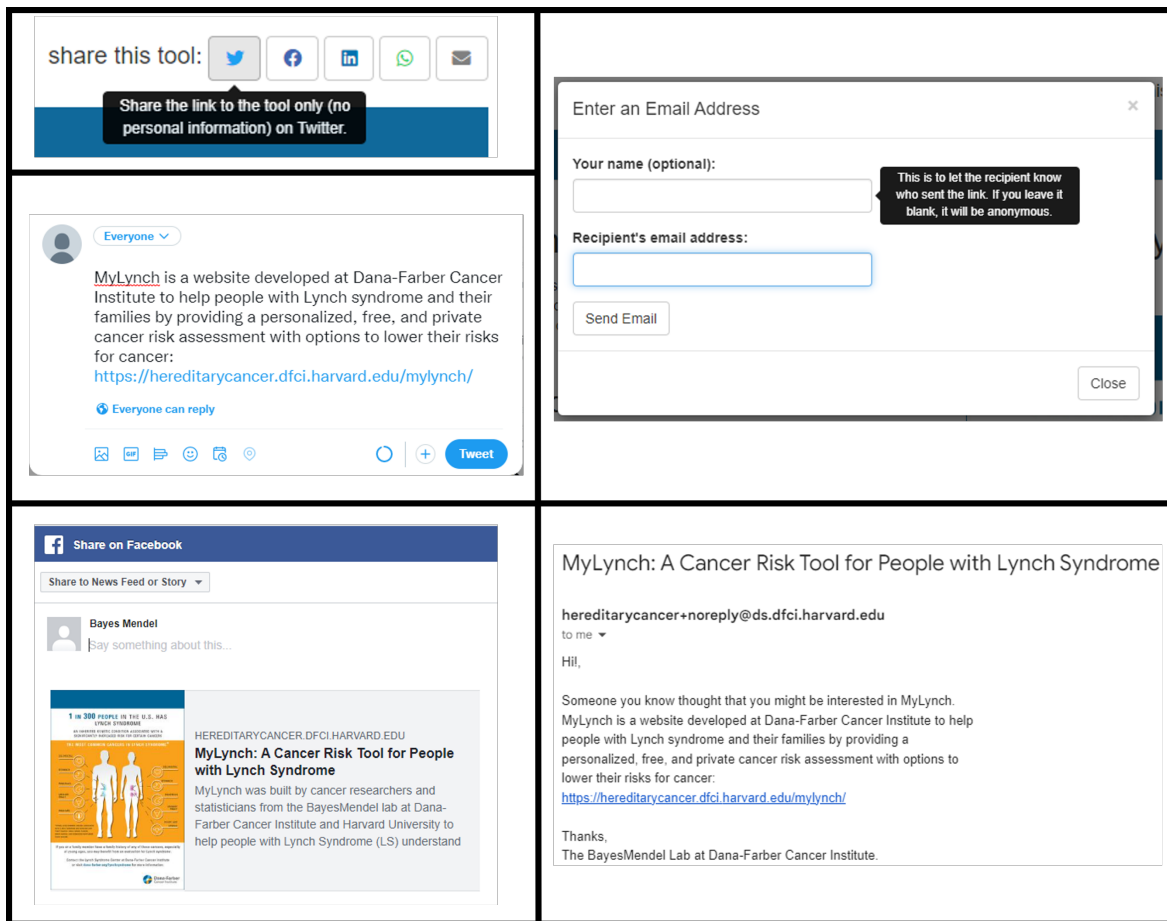 share this tool:
Share the link to the tool only (no
personal information) on Twitter.
Everyone
MyLynch is a website developed at Dana-Farber Cancer
Institute to help people with Lynch syndrome and their
families by providing a personalized, free, and private
cancer risk assessment with options to lower their risks
for cancer:
https://hereditarycancer.dfci.harvard.edu/mylynch/
Everyone can reply
GIF
Tweet
Share on Facebook
Share to News Feed or Story
Bayes Mendel
Say something about this...
1 IN 300 PEOPLE IN THE U.S. HAS
LYNCH SYNDROME
HEREDITARYCANCER.DFCI.HARVARD.EDU
MyLynch: A Cancer Risk Tool for People
with Lynch Syndrome
MyLynch was built by cancer researchers and
statisticians from the BayesMendel lab at Dana-
Farber Cancer Institute and Harvard University to
help people with Lynch Syndrome (LS) understand
Dana-Farber
Enter an Email Address
×
Your name (optional):
This is to let the recipient know
who sent the link. If you leave it
blank, it will be anonymous.
Recipient's email address:
Send Email
Close
MyLynch: A Cancer Risk Tool for People with Lynch Syndrome
hereditarycancer+noreply@ds.dfci.harvard.edu
to me
Hi!,
Someone you know thought that you might be interested in MyLynch.
MyLynch is a website developed at Dana-Farber Cancer Institute to help
people with Lynch syndrome and their families by providing a
personalized, free, and private cancer risk assessment with options to
lower their risks for cancer:
https://hereditarycancer.dfci.harvard.edu/mylynch/
Thanks,
The BayesMendel Lab at Dana-Farber Cancer Institute.